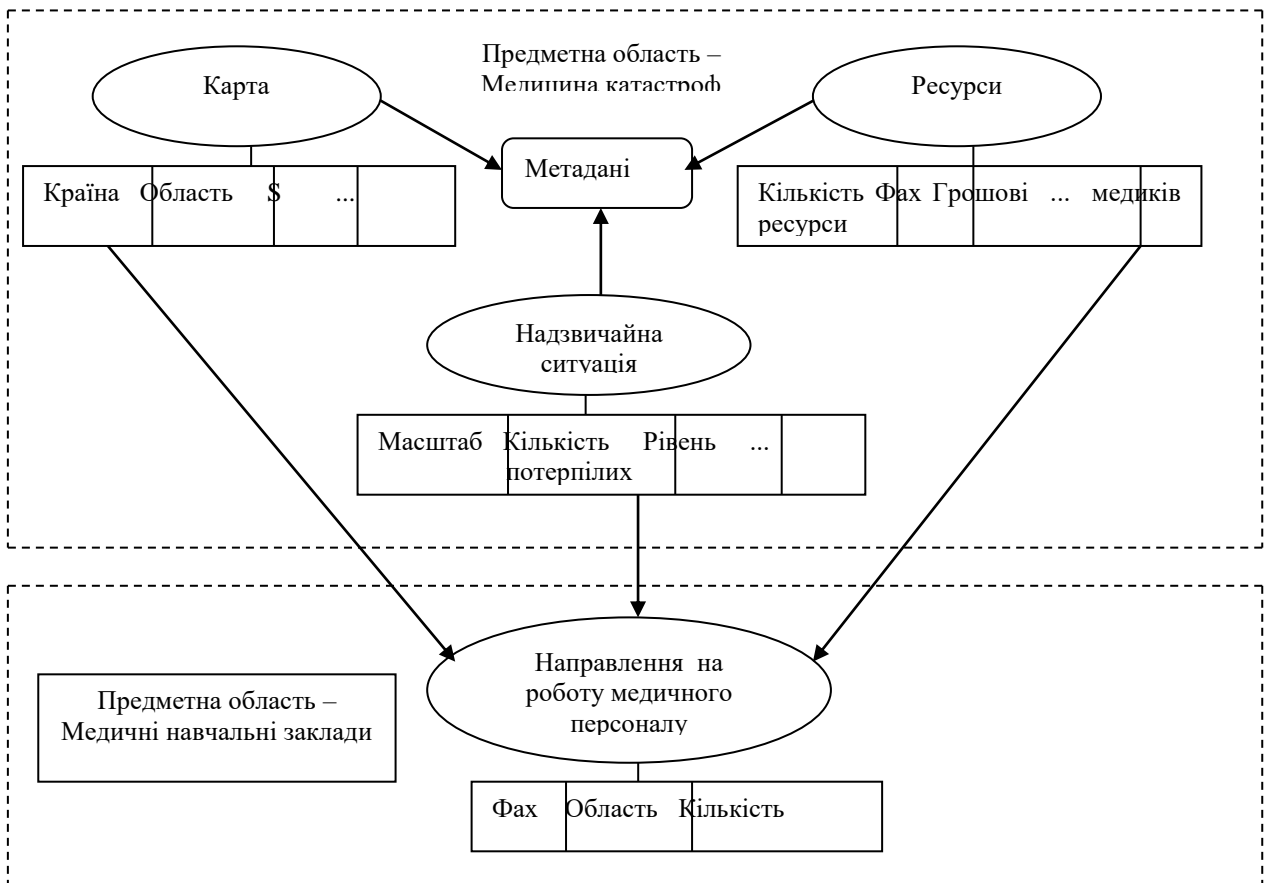 Предметна область –
Медицина катастроф
Карта
Ресурси
Метадані
Країна Область S ...
Кількість Фах Грошові ... медиків
ресурси
Надзвичайна
ситуація
Масштаб Кількість Рівень ...
потерпілих
Направлення на
роботу медичного
персоналу
Предметна область –
Медичні навчальні заклади
Фах Область Кількість